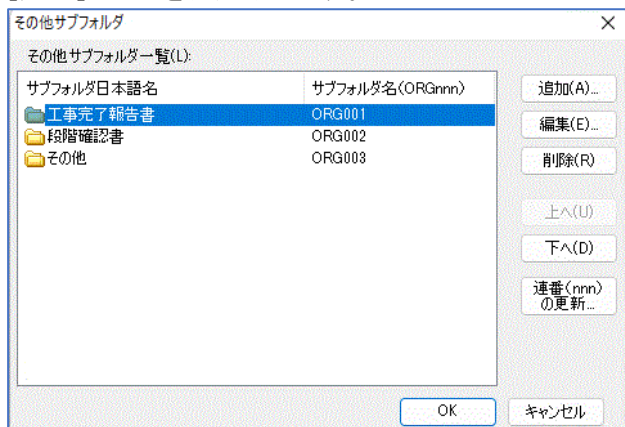 その他サブフォルダ
その他サブフォルダ一覧(L):
サブフォルダ日本語名 サブフォルダ名(ORGnnn)
工事完了報告書 ORG001
段階確認書 ORG002
その他 ORG003
追加(A)...
編集(E)...
削除(R)
上へ(U)
下へ(D)
連番(nnn)
の更新...
OK キャンセル